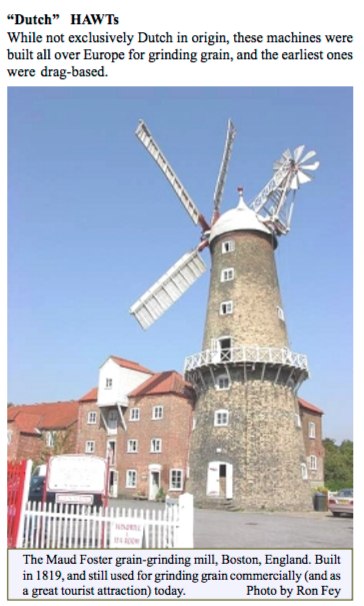 “Dutch” HAWTs
While not exclusively Dutch in origin, these machines were
built all over Europe for grinding grain, and the earliest ones
were drag-based.
The Maud Foster grain-grinding mill, Boston, England. Built
in 1819, and still used for grinding grain commercially (and as
a great tourist attraction) today. Photo by Ron Fey